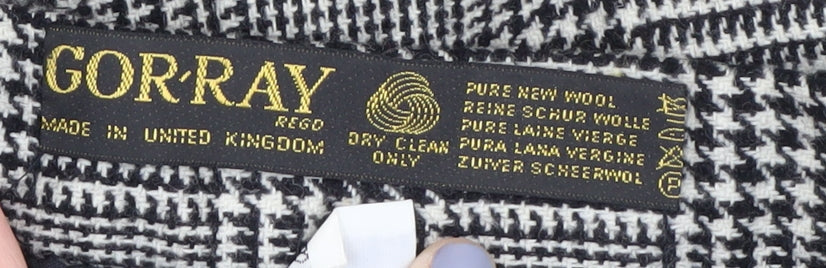 GOR-RAY
REGD
MADE IN UNITED KINGDOM
DRY CLEAN
ONLY
PURE NEW WOOL
REINE SCHUR WOLLE
PURE LAINE VIERGE
PURA LANA VERGINE
ZUIVER SCHEERWOL
P